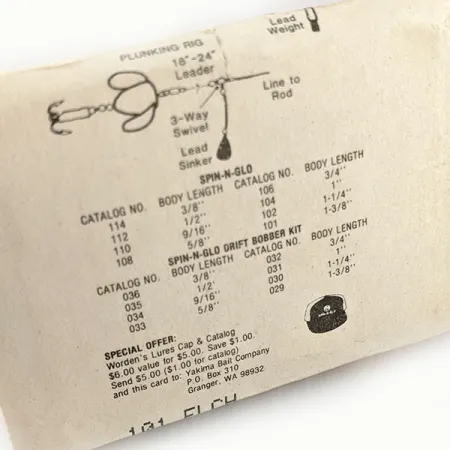 Lead
Weight
PLUNKING RIG
18"-24"
Leader
Line to
Rod
3-Way
Swivel
Lead
Sinker
SPIN-N-GLO
CATALOG NO. BODY LENGTH CATALOG NO. BODY LENGTH
114 3/8" 106 3/4"
112 1/2" 104 1"
110 9/16" 102 1-1/4"
108 5/8" 101 1-3/8"
SPIN-N-GLO DRIFT BOBBER KIT
CATALOG NO. BODY LENGTH CATALOG NO. BODY LENGTH
036 3/8" 032 3/4"
035 1/2' 031 1"
034 9/16" 030 1-1/4"
033 5/8" 029 1-3/8"
SPECIAL OFFER:
Worden's Lures Cap & Catalog
$6.00 value for $5.00. Save $1.00.
Send $5.00 ($1.00 for catalog)
and this card to: Yakima Bait Company
P.O. Box 310
Granger, WA 98932